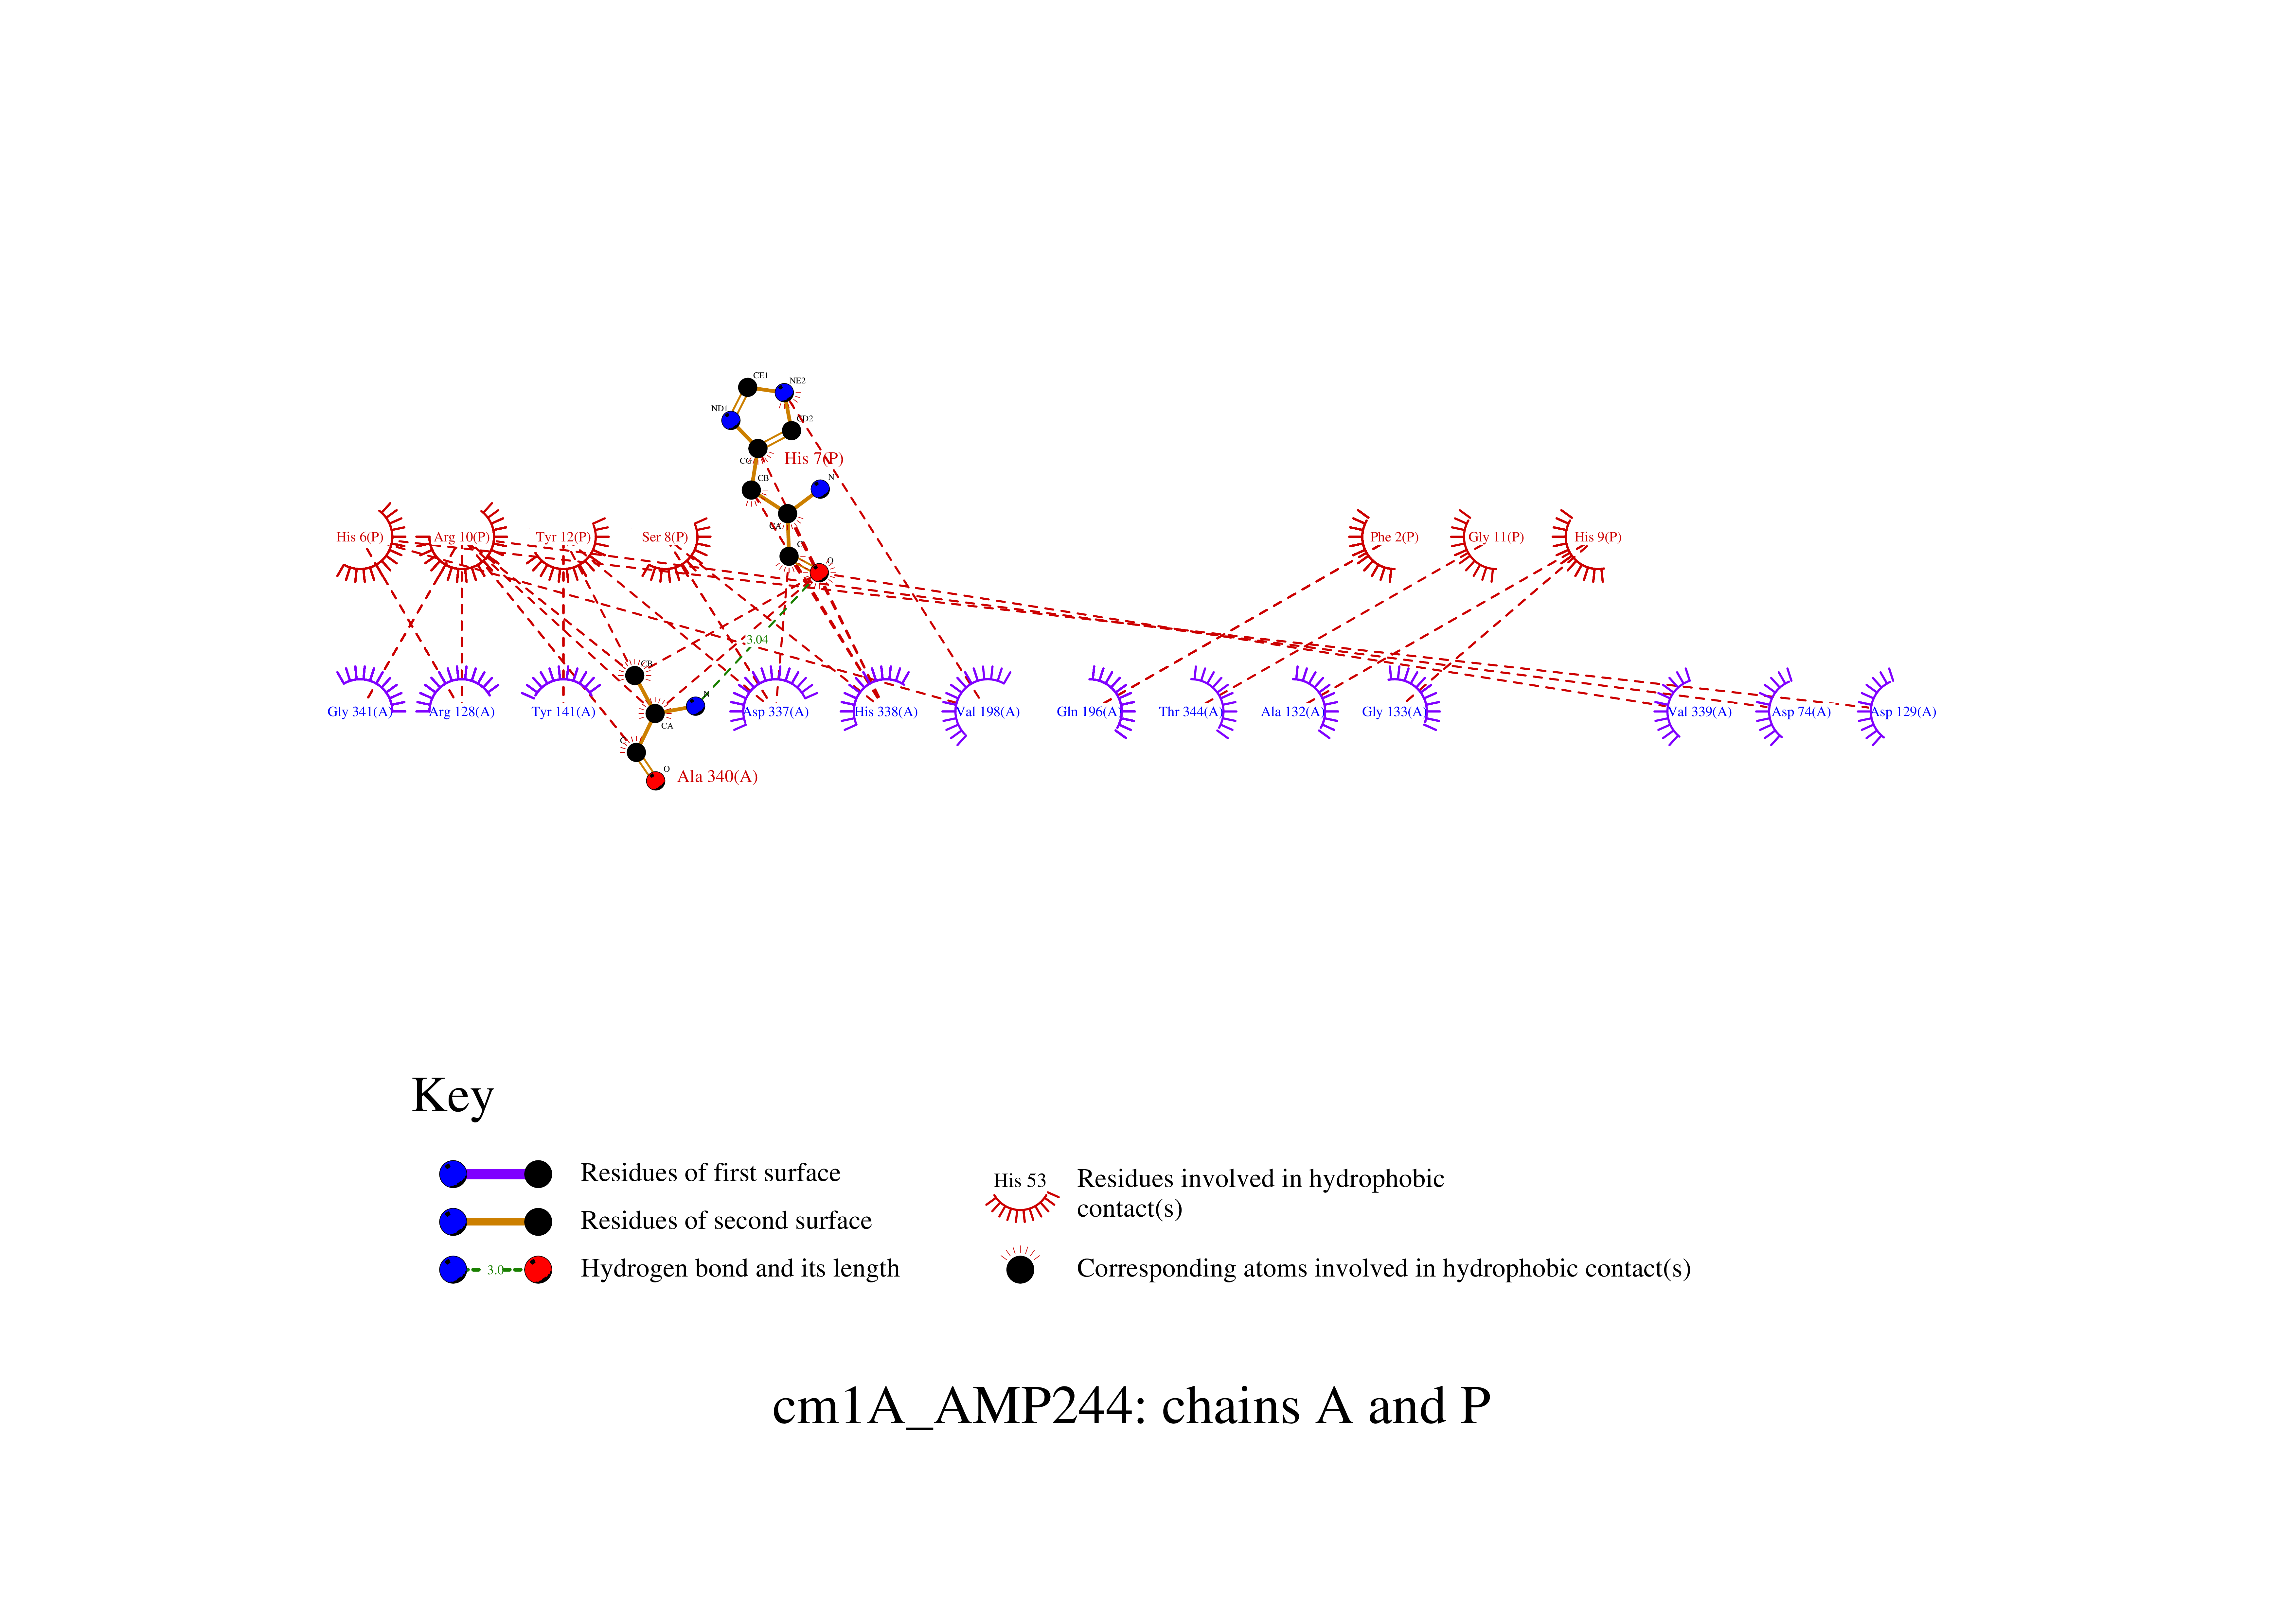 CE1
NE2
ND1
CD2
CG
His 7(P)
CB
N
CA
C
O
His 6(P)
Arg 10(P)
Tyr 12(P)
Ser 8(P)
Phe 2(P)
Gly 11(P)
His 9(P)
3.04
CB
N
Gly 341(A)
Arg 128(A)
Tyr 141(A)
CA
Asp 337(A)
His 338(A)
Val 198(A)
Gln 196(A)
Thr 344(A)
Ala 132(A)
Gly 133(A)
Val 339(A)
Asp 74(A)
Asp 129(A)
C
O
Ala 340(A)
Key
Residues of first surface
Residues of second surface
3.0
Hydrogen bond and its length
His 53
Residues involved in hydrophobic
contact(s)
Corresponding atoms involved in hydrophobic contact(s)
cm1A_AMP244: chains A and P